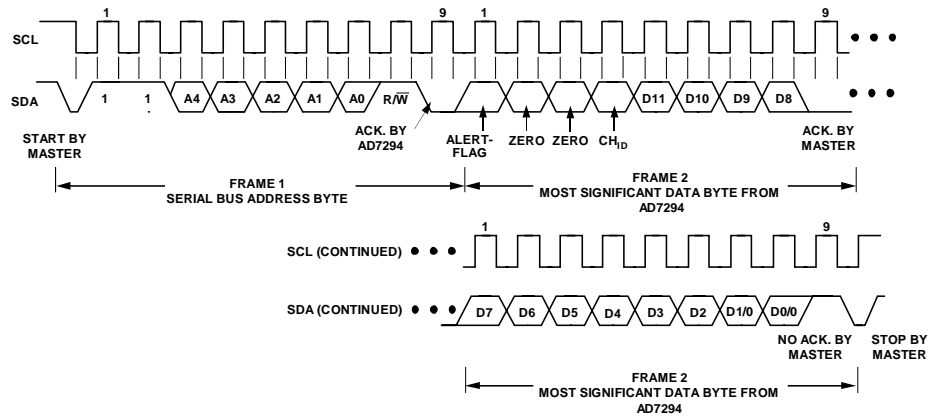 1 9 1 9
SCL
SDA
1 1 A4 A3 A2 A1 A0 R/W̅ D11 D10 D9 D8
START BY
MASTER
ACK. BY
AD7294
ALERT-
FLAG
ZERO
ZERO
CH_ID
ACK. BY
MASTER
FRAME 1
SERIAL BUS ADDRESS BYTE
FRAME 2
MOST SIGNIFICANT DATA BYTE FROM
AD7294
1 9
SCL (CONTINUED)
SDA (CONTINUED)
D7 D6 D5 D4 D3 D2 D1/0 D0/0
NO ACK. BY
MASTER
STOP BY
MASTER
FRAME 2
MOST SIGNIFICANT DATA BYTE FROM
AD7294